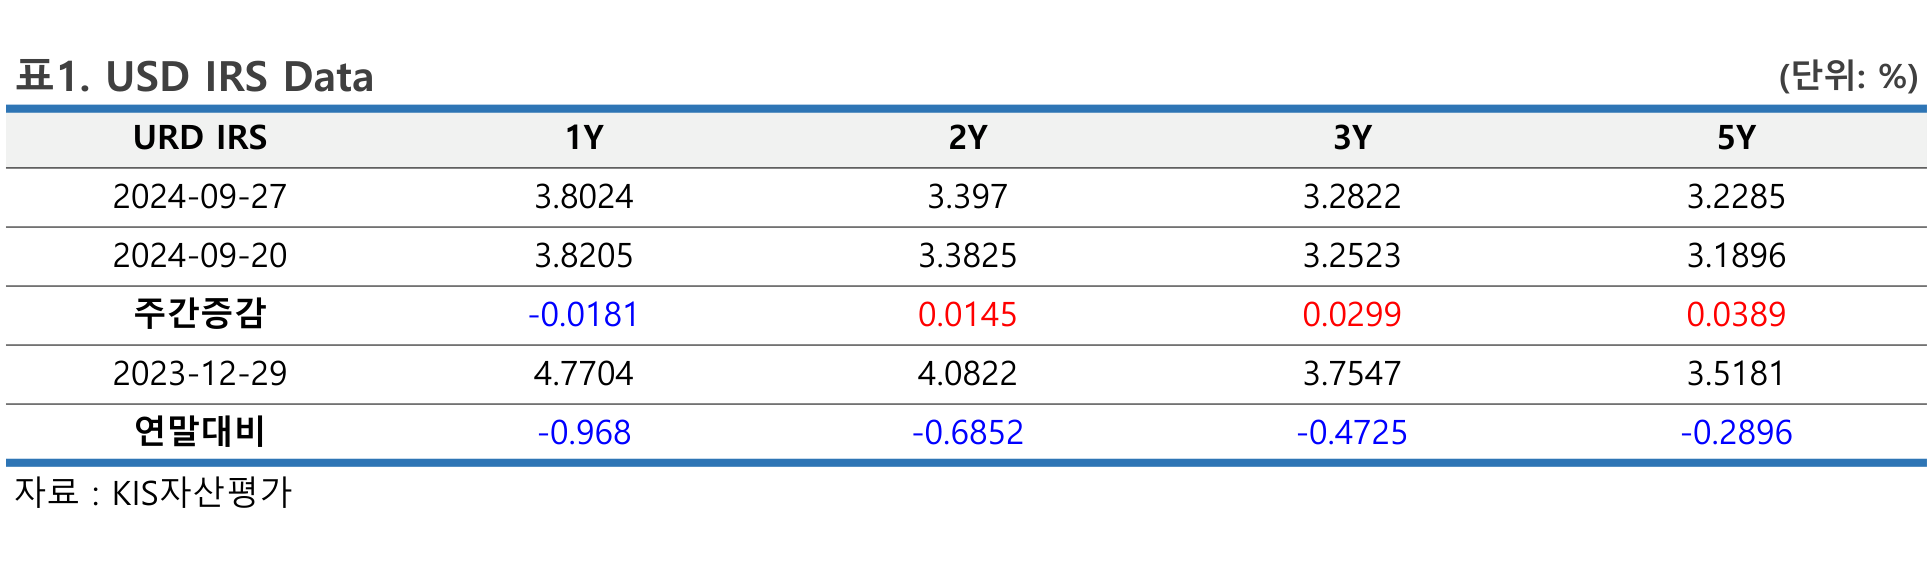 표1. USD IRS Data (단위: %)
URD IRS 1Y 2Y 3Y 5Y
2024-09-27 3.8024 3.397 3.2822 3.2285
2024-09-20 3.8205 3.3825 3.2523 3.1896
주간증감 -0.0181 0.0145 0.0299 0.0389
2023-12-29 4.7704 4.0822 3.7547 3.5181
연말대비 -0.968 -0.6852 -0.4725 -0.2896
자료 : KIS자산평가